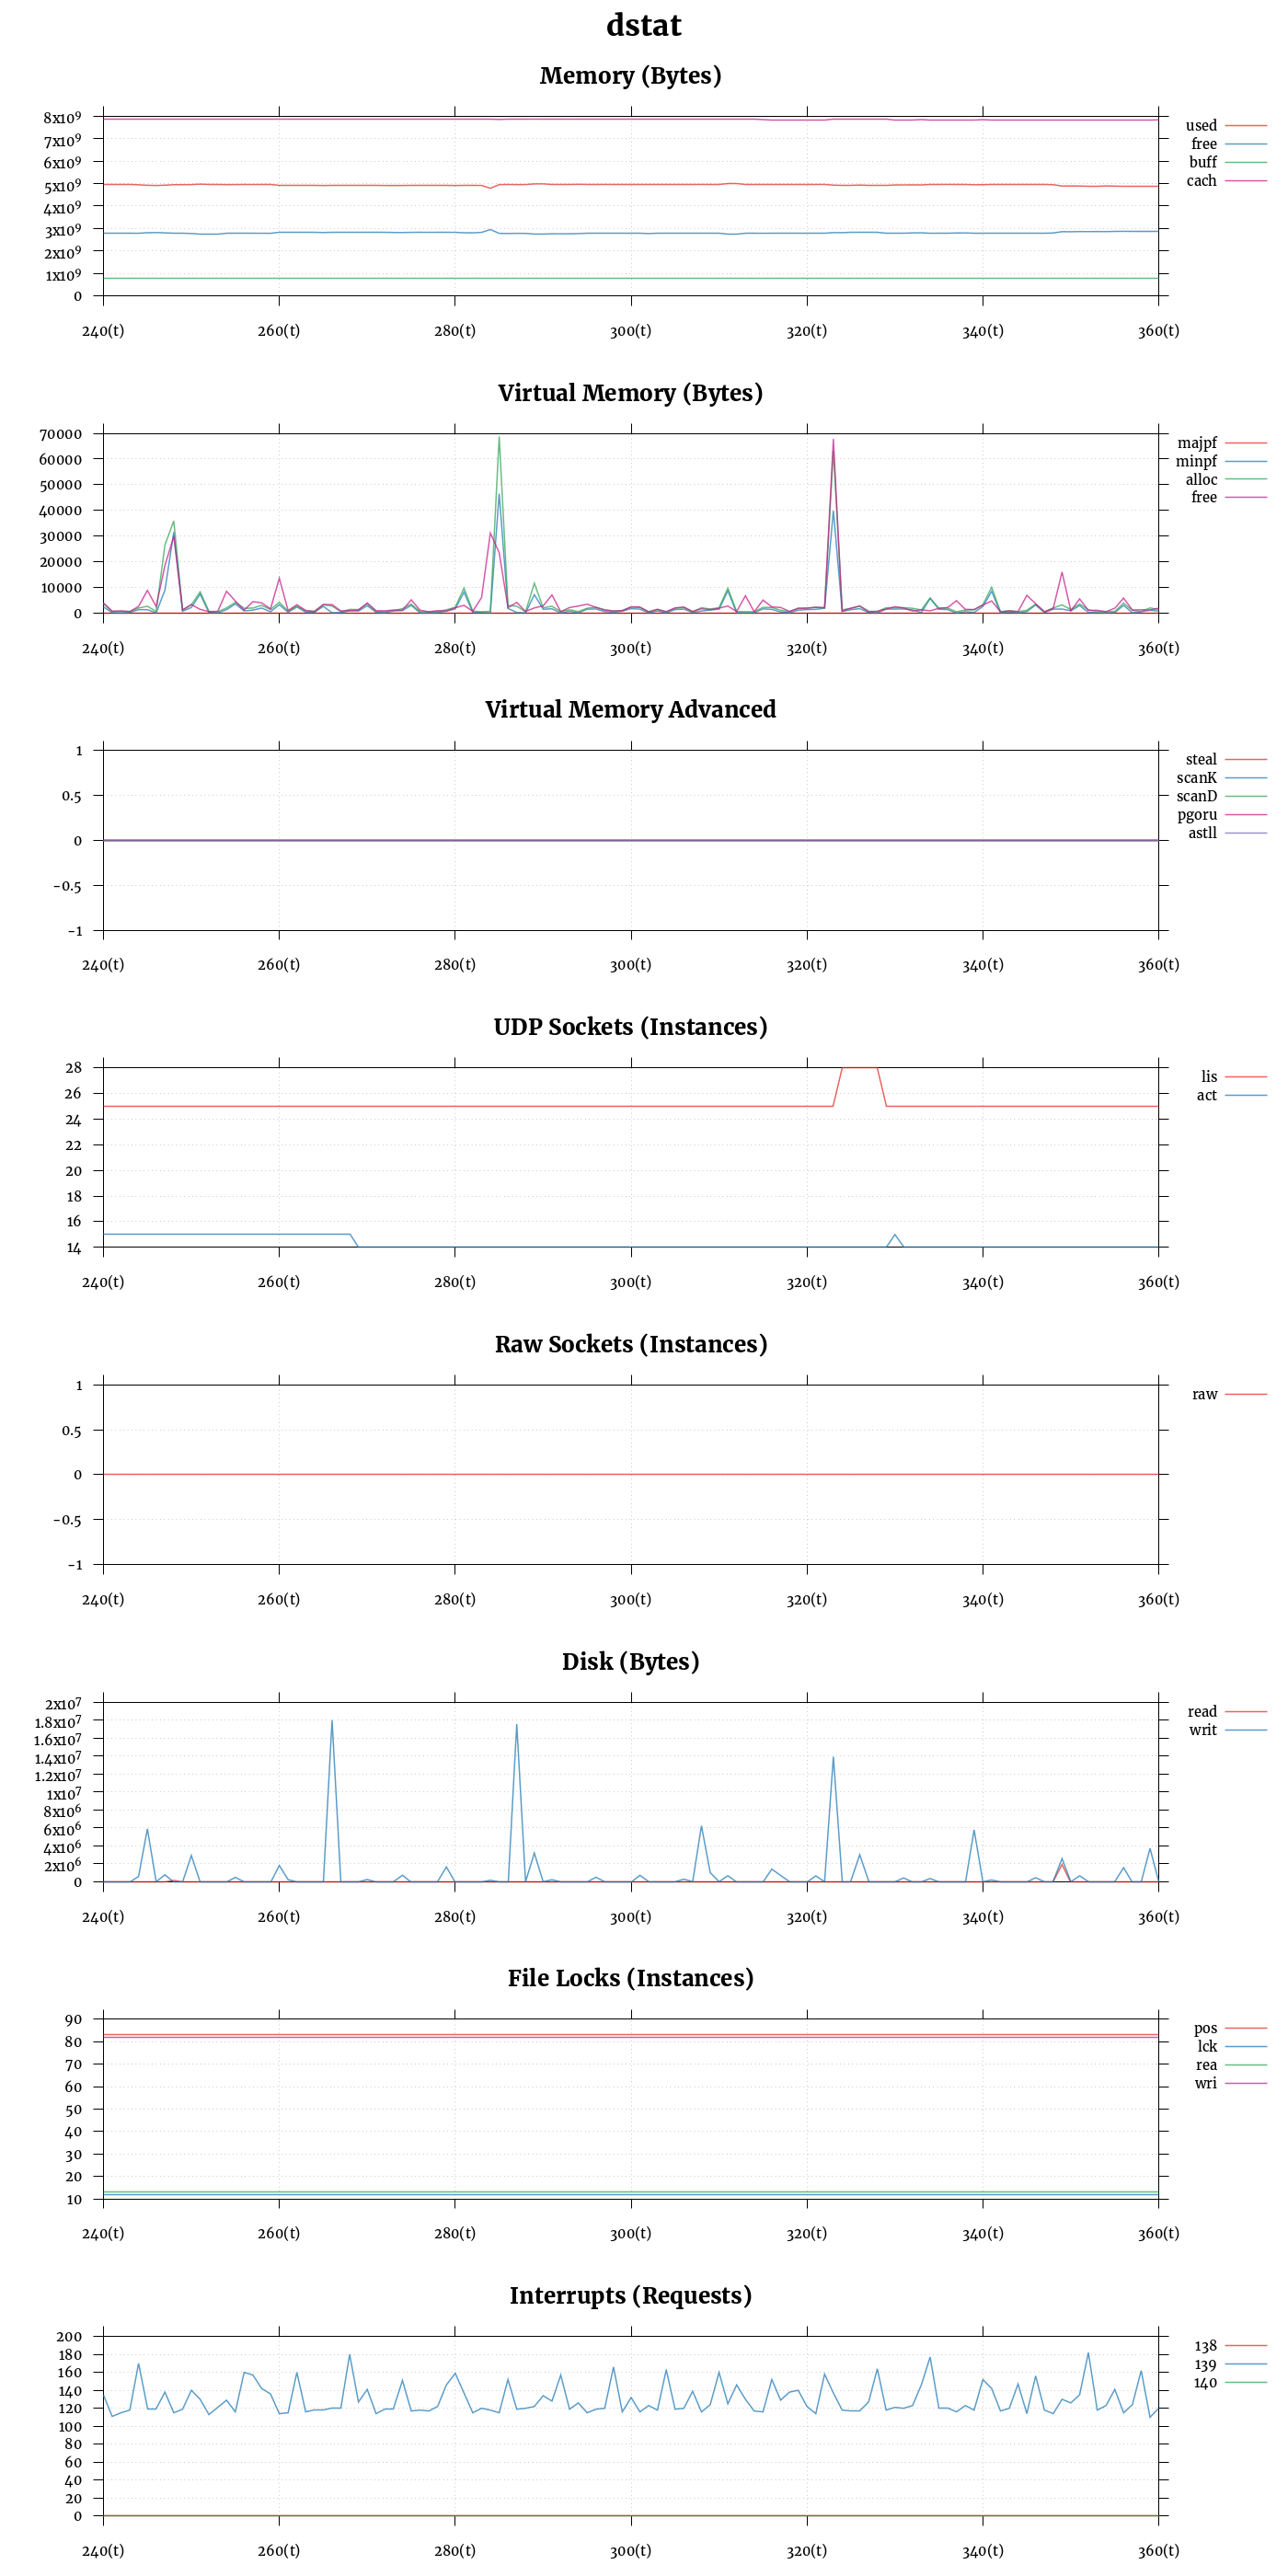 dstat
Memory (Bytes)
8x10⁹
7x10⁹
6x10⁹
5x10⁹
4x10⁹
3x10⁹
2x10⁹
1x10⁹
0
240(t) 260(t) 280(t) 300(t) 320(t) 340(t) 360(t)
used
free
buff
cach
Virtual Memory (Bytes)
70000
60000
50000
40000
30000
20000
10000
0
240(t) 260(t) 280(t) 300(t) 320(t) 340(t) 360(t)
majpf
minpf
alloc
free
Virtual Memory Advanced
1
0.5
0
-0.5
-1
240(t) 260(t) 280(t) 300(t) 320(t) 340(t) 360(t)
steal
scanK
scanD
pgoru
astll
UDP Sockets (Instances)
28
26
24
22
20
18
16
14
240(t) 260(t) 280(t) 300(t) 320(t) 340(t) 360(t)
lis
act
Raw Sockets (Instances)
1
0.5
0
-0.5
-1
240(t) 260(t) 280(t) 300(t) 320(t) 340(t) 360(t)
raw
Disk (Bytes)
2x10⁷
1.8x10⁷
1.6x10⁷
1.4x10⁷
1.2x10⁷
1x10⁷
8x10⁶
6x10⁶
4x10⁶
2x10⁶
0
240(t) 260(t) 280(t) 300(t) 320(t) 340(t) 360(t)
read
writ
File Locks (Instances)
90
80
70
60
50
40
30
20
10
240(t) 260(t) 280(t) 300(t) 320(t) 340(t) 360(t)
pos
lck
rea
wri
Interrupts (Requests)
200
180
160
140
120
100
80
60
40
20
0
240(t) 260(t) 280(t) 300(t) 320(t) 340(t) 360(t)
138
139
140